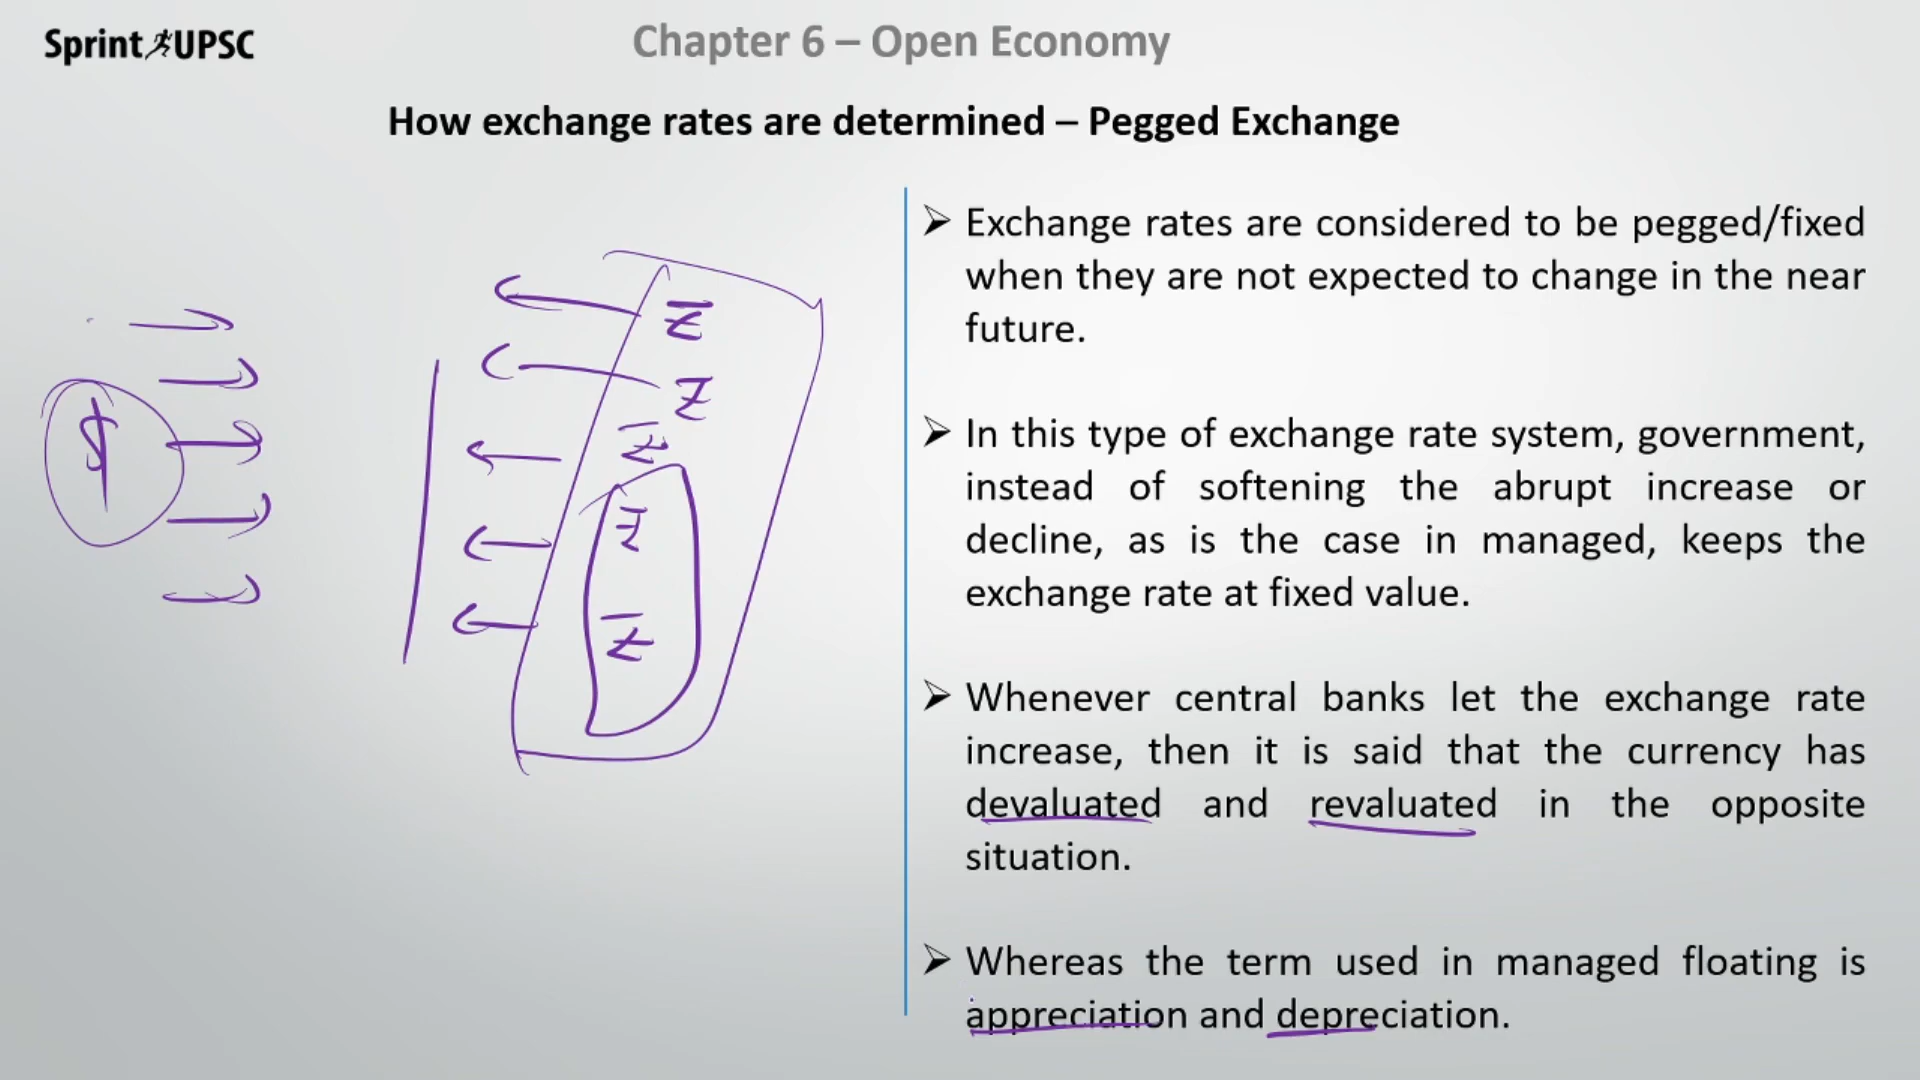 Sprint UPSC
Chapter 6 – Open Economy
How exchange rates are determined – Pegged Exchange
➢ Exchange rates are considered to be pegged/fixed
when they are not expected to change in the near
future.
➢ In this type of exchange rate system, government,
instead of softening the abrupt increase or
decline, as is the case in managed, keeps the
exchange rate at fixed value.
➢ Whenever central banks let the exchange rate
increase, then it is said that the currency has
devaluated and revaluated in the opposite
situation.
➢ Whereas the term used in managed floating is
appreciation and depreciation.
$